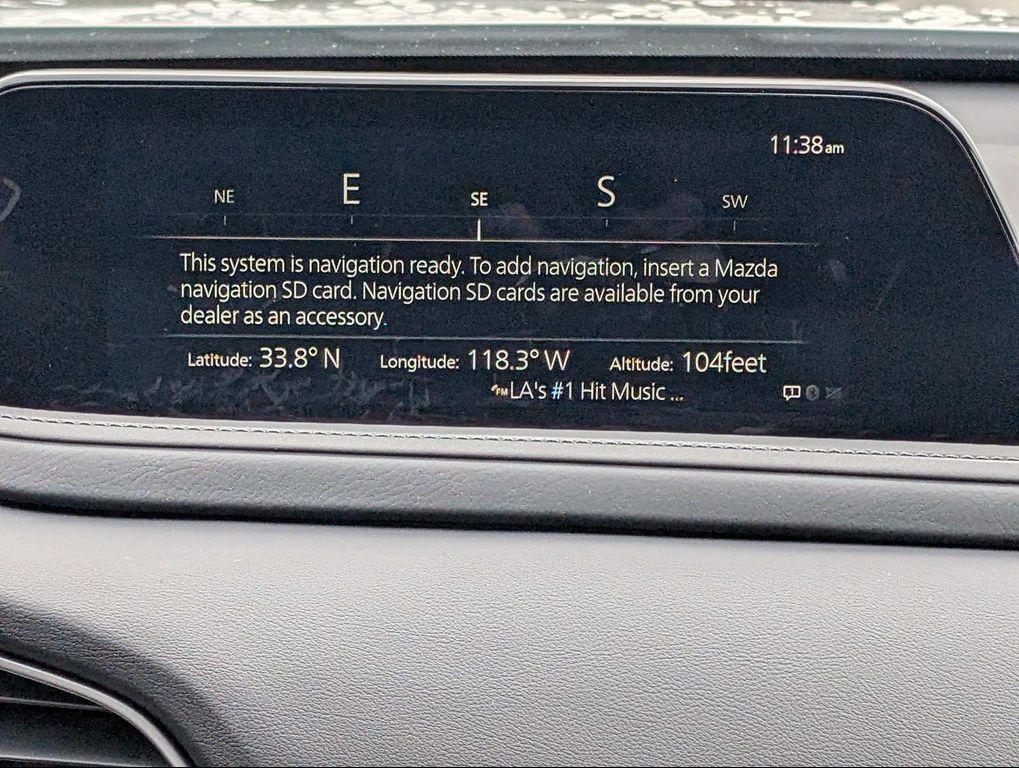 11:38am
NE E SE S SW
This system is navigation ready. To add navigation, insert a Mazda
navigation SD card. Navigation SD cards are available from your
dealer as an accessory.
Latitude: 33.8° N Longitude: 118.3° W Altitude: 104feet
FM LA's #1 Hit Music ...